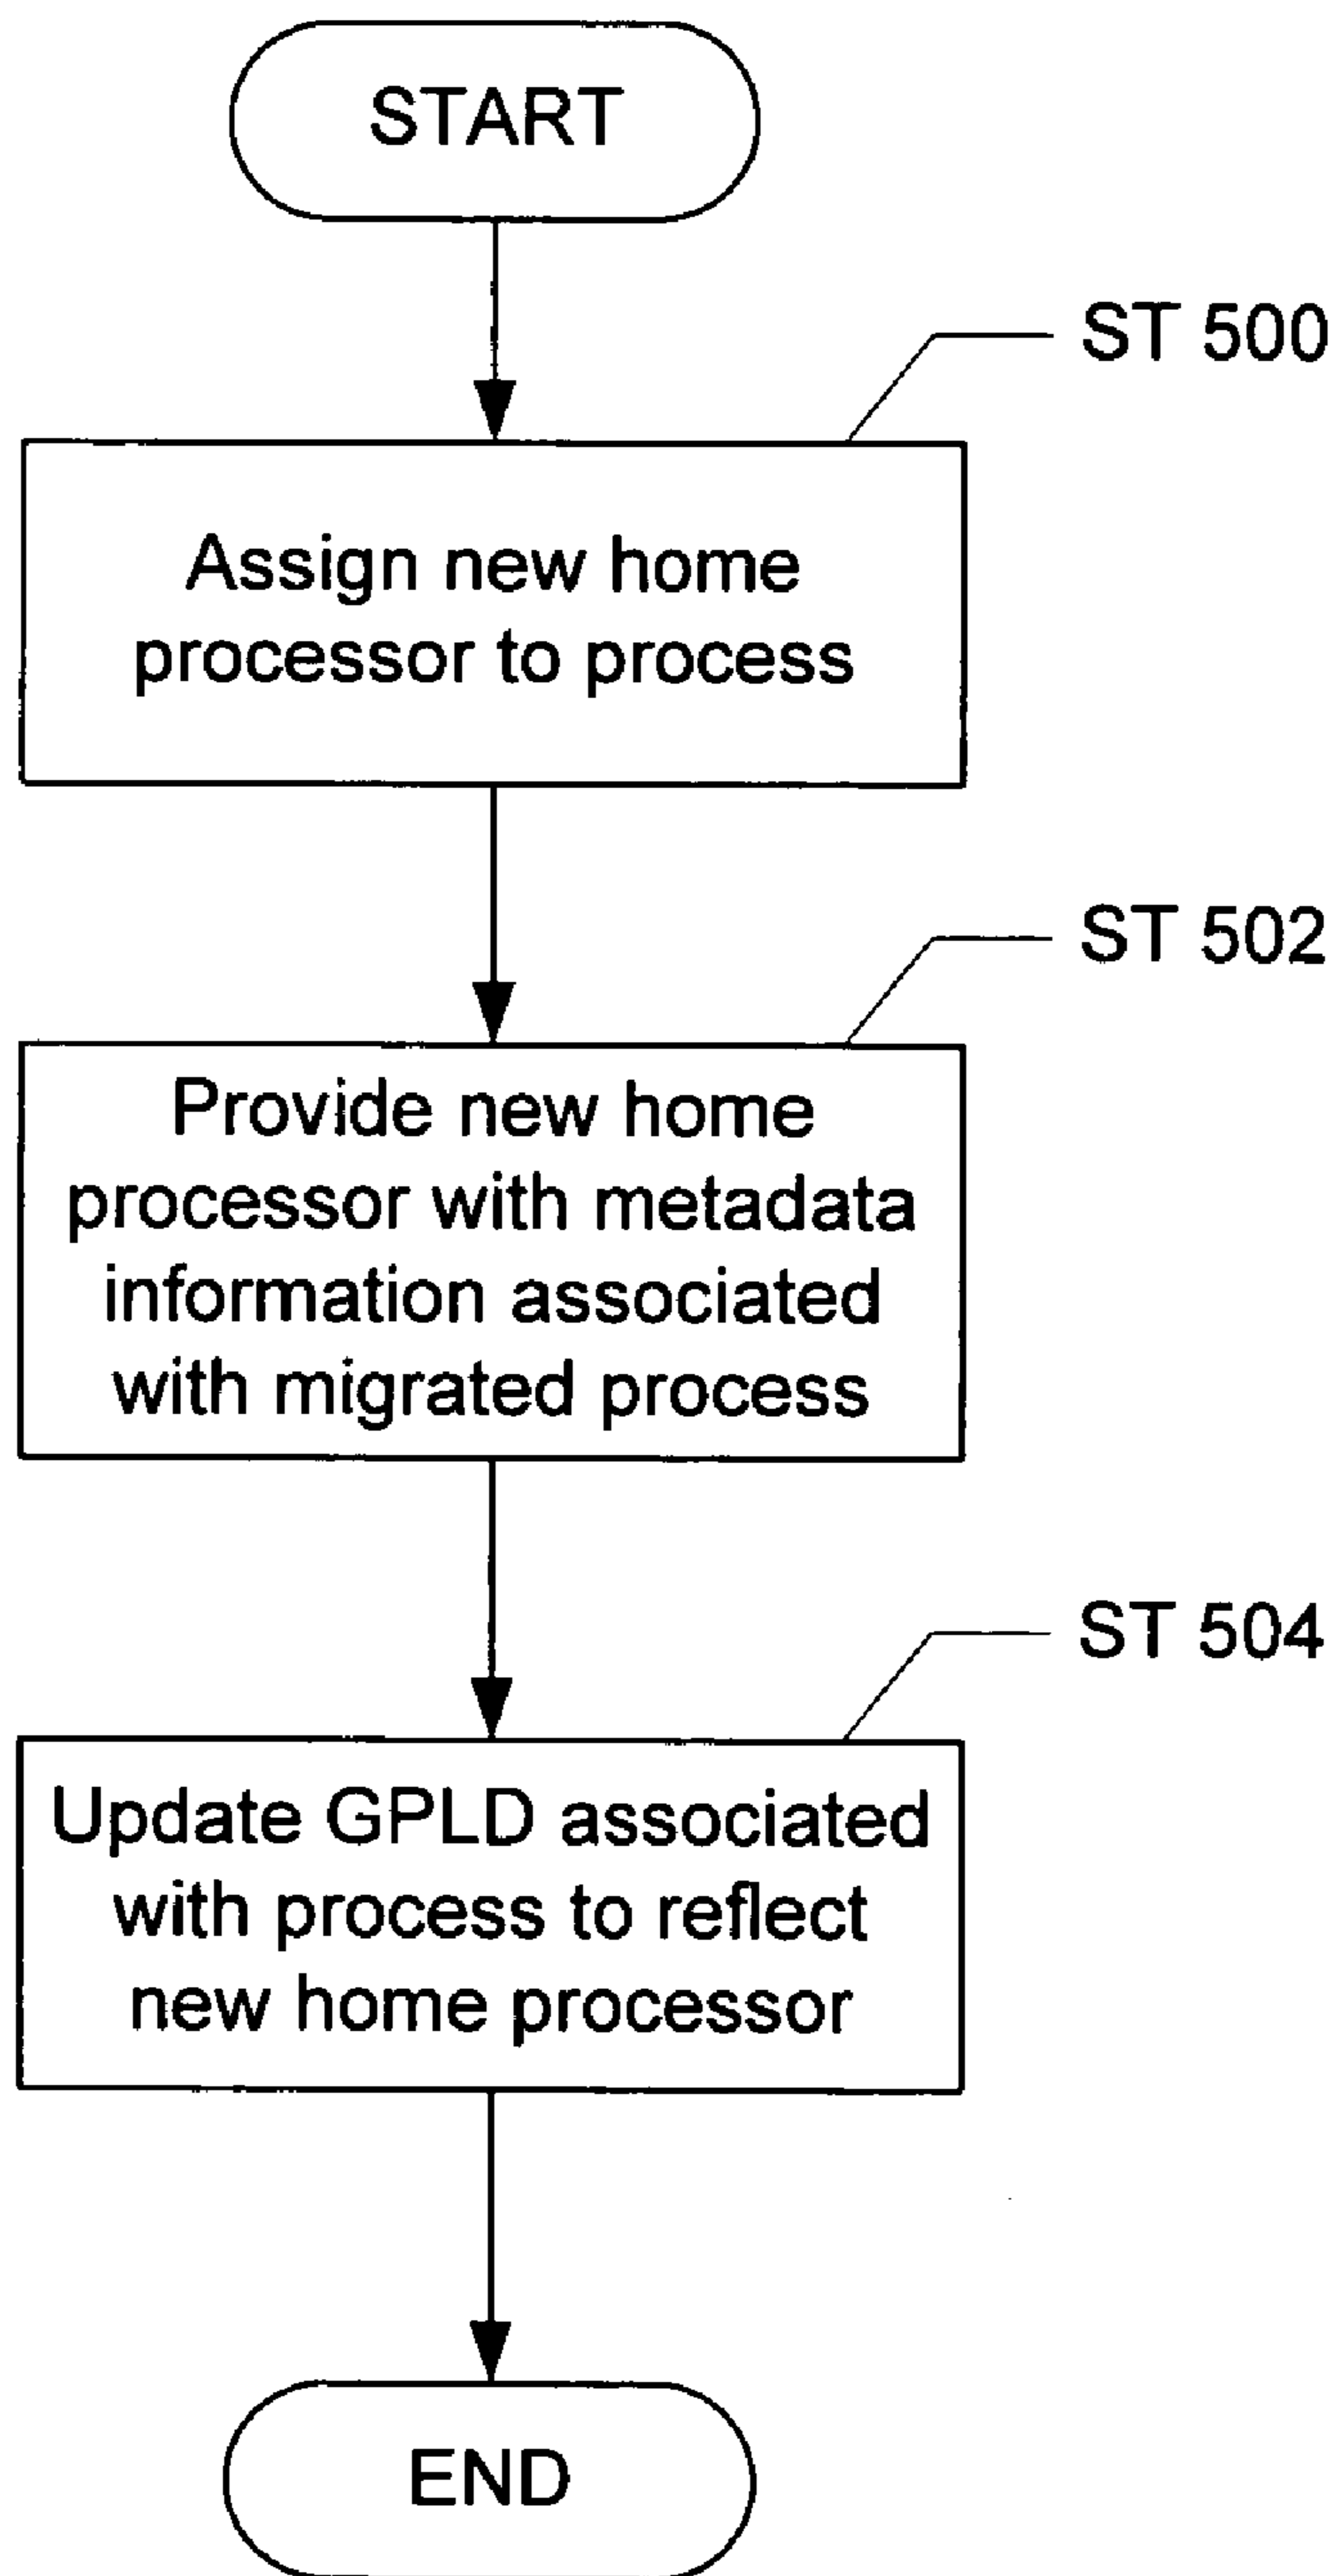 START
ST 500
Assign new home
processor to process
ST 502
Provide new home
processor with metadata
information associated
with migrated process
ST 504
Update GPLD associated
with process to reflect
new home processor
END